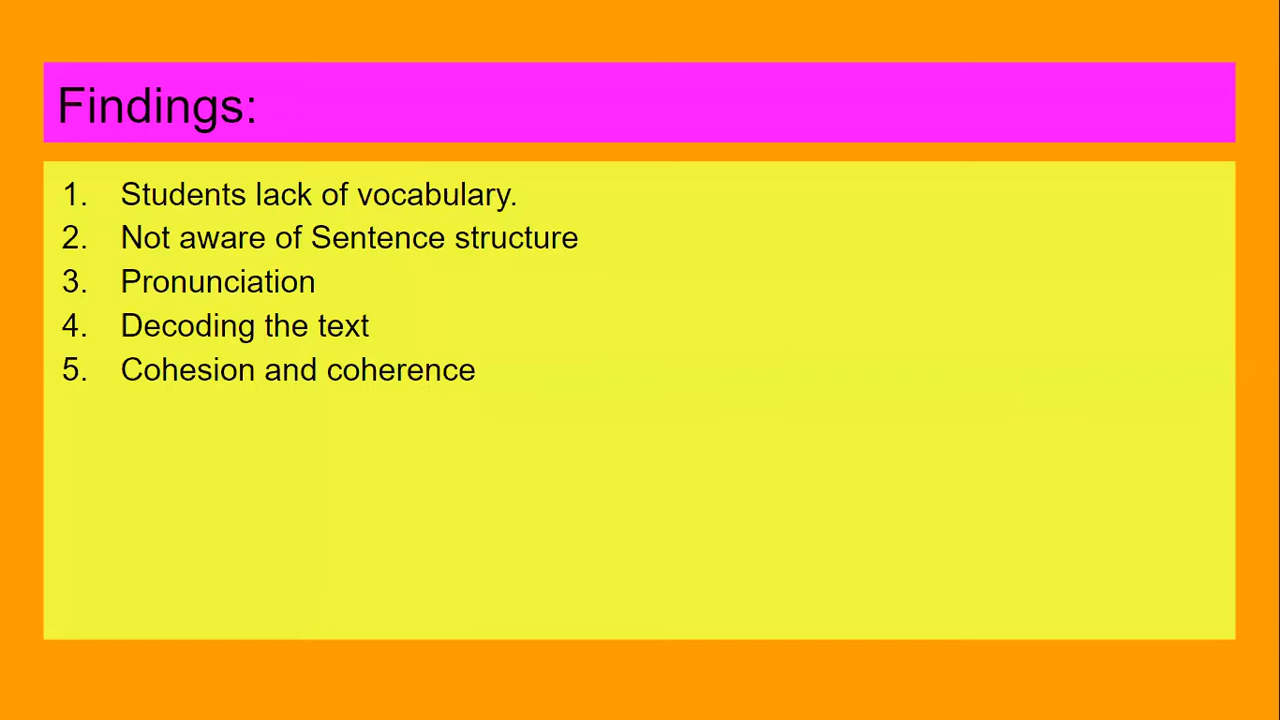 Findings:
1. Students lack of vocabulary.
2. Not aware of Sentence structure
3. Pronunciation
4. Decoding the text
5. Cohesion and coherence